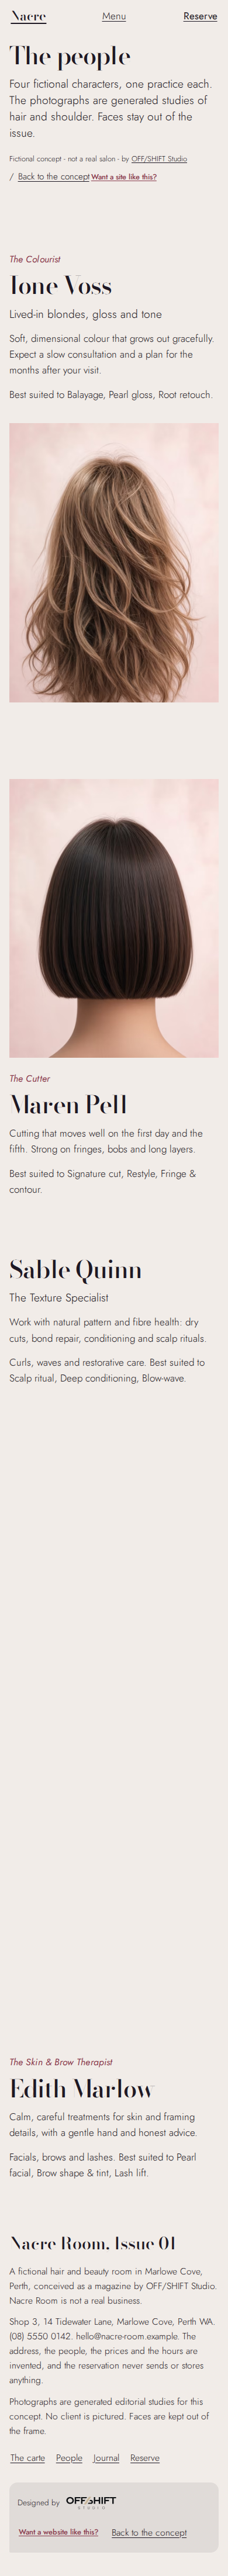 Nacre
Menu
Reserve
The people
Four characters, one practice each.
The photographs are generated studies of
hair and shoulder. Faces stay out of the
issue.
Fictional concept - not a real salon - by OFF/SHIFT Studio
/ Back to the concept Want a site like this?
The Colourist
Ione Voss
Lived-in blondes, gloss and tone
Soft, dimensional colour that grows out gracefully.
Expect a slow consultation and a plan for the
months after your visit.
Best suited to Balayage, Pearl gloss, Root retouch.
The Cutter
Maren Pell
Cutting that moves well on the first day and the
fifth. Strong on fringes, bobs and long layers.
Best suited to Signature cut, Restyle, Fringe &
contour.
Sable Quinn
The Texture Specialist
Work with natural pattern and fibre health: dry
cuts, bond repair, conditioning and scalp rituals.
Curls, waves and restorative care. Best suited to
Scalp ritual, Deep conditioning, Blow-wave.
The Skin & Brow Therapist
Edith Marlow
Calm, careful treatments for skin and framing
details, with a gentle hand and honest advice.
Facials, brows and lashes. Best suited to Pearl
facial, Brow shape & tint, Lash lift.
Nacre Room, Issue 01
A fictional hair and beauty room in Marlowe Cove,
Perth, conceived as a magazine by OFF/SHIFT Studio.
Nacre Room is not a real business.
Shop 3, 14 Tidewater Lane, Marlowe Cove, Perth WA.
(08) 5550 0142. hello@nacre-room.example. The
address, the people, the prices and the hours are
invented, and the reservation never sends or stores
anything.
Photographs are generated editorial studies for this
concept. No client is pictured. Faces are kept out of
the frame.
The carte People Journal Reserve
Designed by OFF/SHIFT
STUDIO
Want a website like this? Back to the concept